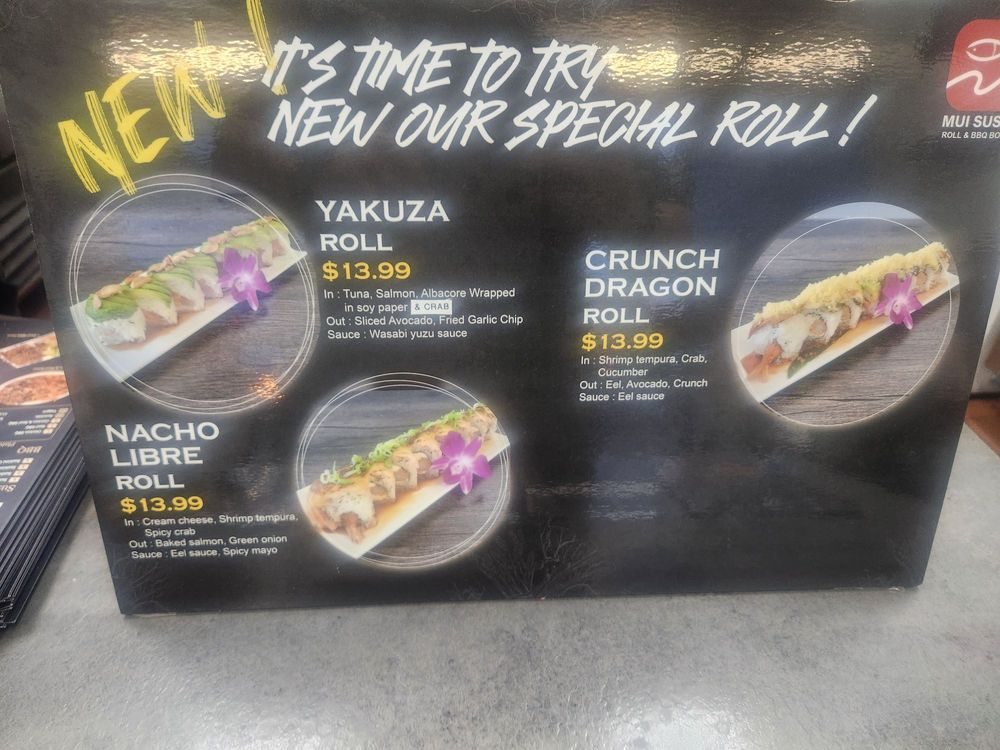 NEW!
IT'S TIME TO TRY
NEW OUR SPECIAL ROLL!
MUI SUS
ROLL & BBQ BO
YAKUZA
ROLL
$13.99
In : Tuna, Salmon, Albacore Wrapped
in soy paper & CRAB
Out : Sliced Avocado, Fried Garlic Chip
Sauce : Wasabi yuzu sauce
CRUNCH
DRAGON
ROLL
$13.99
In : Shrimp tempura, Crab,
Cucumber
Out : Eel, Avocado, Crunch
Sauce : Eel sauce
NACHO
LIBRE
ROLL
$13.99
In : Cream cheese, Shrimp tempura,
Spicy crab
Out : Baked salmon, Green onion
Sauce : Eel sauce, Spicy mayo
BBQ